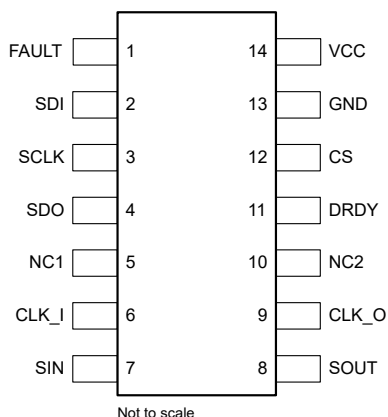 FAULT 1 14 VCC
SDI 2 13 GND
SCLK 3 12 CS
SDO 4 11 DRDY
NC1 5 10 NC2
CLK_I 6 9 CLK_O
SIN 7 8 SOUT
Not to scale